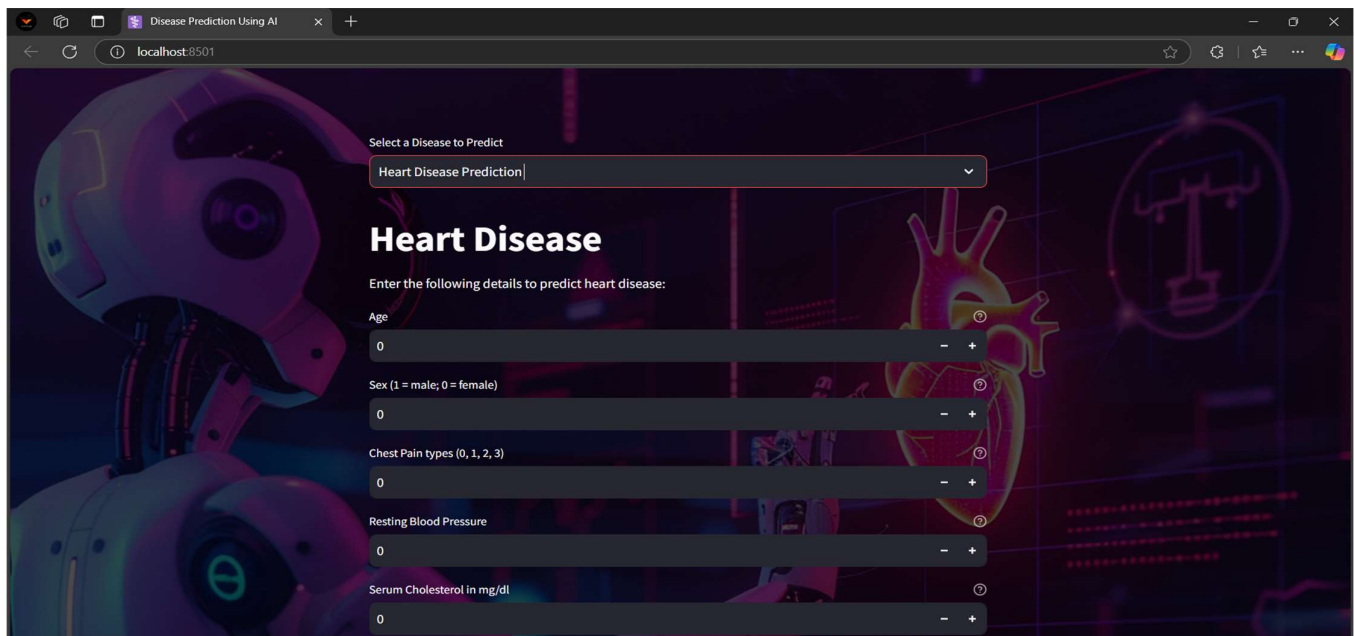 Disease Prediction Using AI
localhost:8501
Select a Disease to Predict
Heart Disease Prediction
Heart Disease
Enter the following details to predict heart disease:
Age
0
Sex (1 = male; 0 = female)
0
Chest Pain types (0, 1, 2, 3)
0
Resting Blood Pressure
0
Serum Cholesterol in mg/dl
0